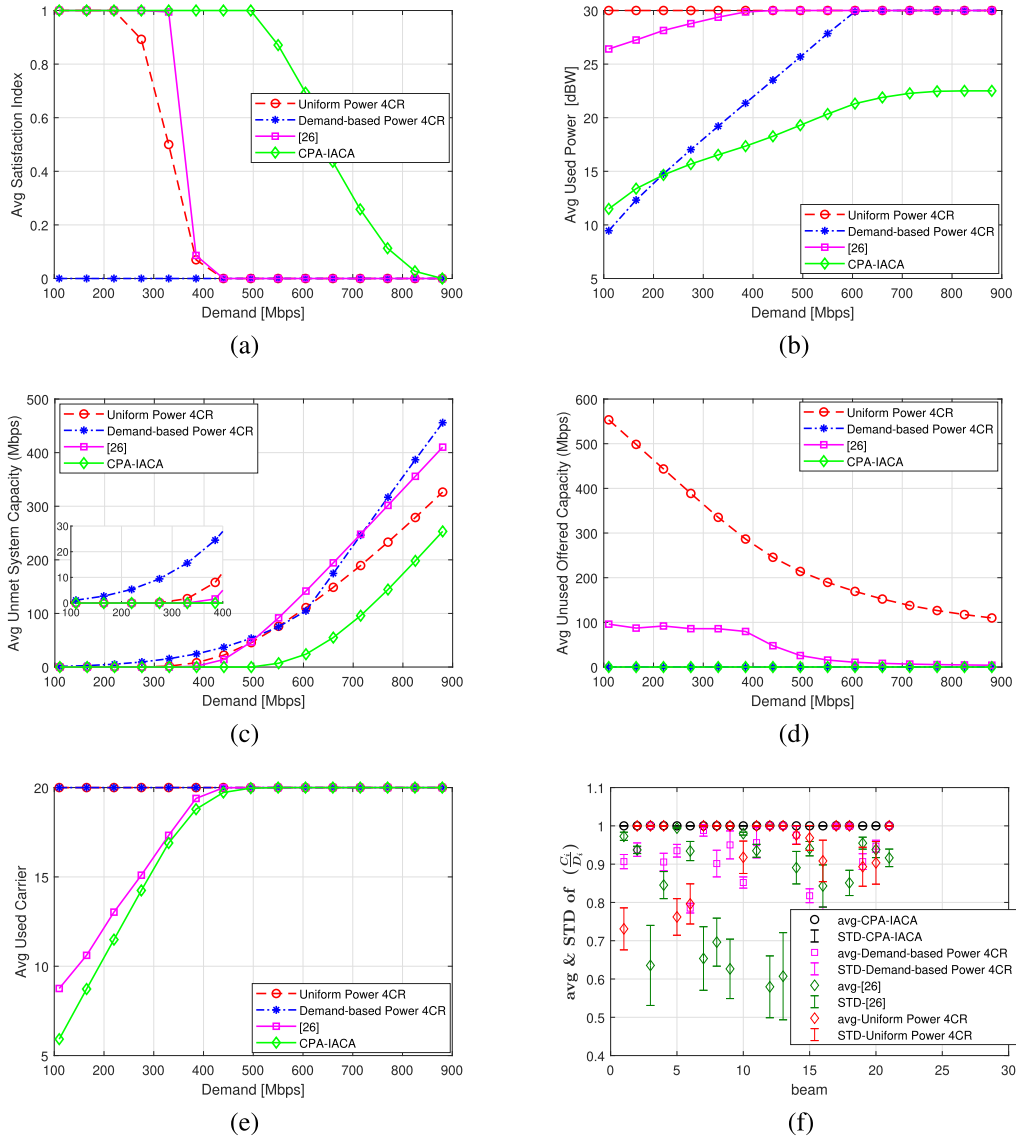 Avg Satisfaction Index
1
0.8
0.6
0.4
0.2
0
100 200 300 400 500 600 700 800 900
Demand [Mbps]
Uniform Power 4CR
Demand-based Power 4CR
[26]
CPA-IACA
(a)
Avg Used Power [dBW]
30
25
20
15
10
5
100 200 300 400 500 600 700 800 900
Demand [Mbps]
Uniform Power 4CR
Demand-based Power 4CR
[26]
CPA-IACA
(b)
Avg Unmet System Capacity (Mbps)
500
400
300
200
100
0
100 200 300 400 500 600 700 800 900
Demand [Mbps]
Uniform Power 4CR
Demand-based Power 4CR
[26]
CPA-IACA
30
20
10
0
100 200 300 400
(c)
Avg Unused Offered Capacity (Mbps)
600
500
400
300
200
100
0
100 200 300 400 500 600 700 800 900
Demand [Mbps]
Uniform Power 4CR
Demand-based Power 4CR
[26]
CPA-IACA
(d)
Avg Used Carrier
20
15
10
5
100 200 300 400 500 600 700 800 900
Demand [Mbps]
Uniform Power 4CR
Demand-based Power 4CR
[26]
CPA-IACA
(e)
avg & STD of (C_i/D_i)
1.1
1
0.9
0.8
0.7
0.6
0.5
0.4
0 5 10 15 20 25 30
beam
avg-CPA-IACA
STD-CPA-IACA
avg-Demand-based Power 4CR
STD-Demand-based Power 4CR
avg-[26]
STD-[26]
avg-Uniform Power 4CR
STD-Uniform Power 4CR
(f)